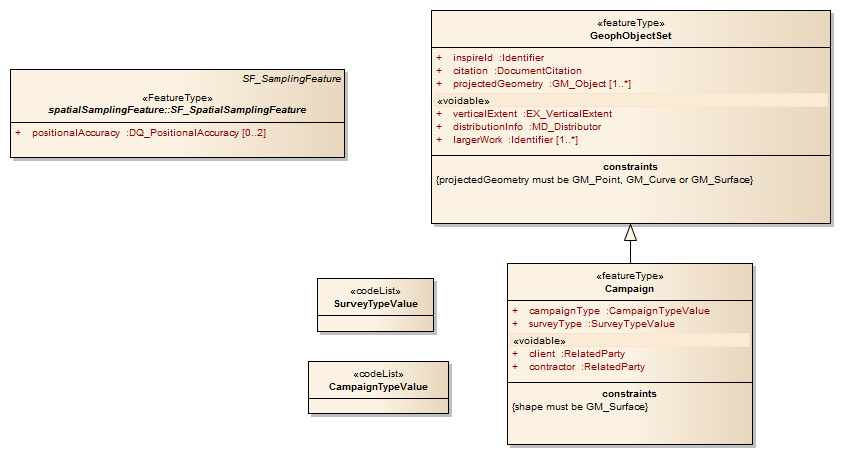 SF_SamplingFeature
«FeatureType»
spatialSamplingFeature::SF_SpatialSamplingFeature
+ positionalAccuracy :DQ_PositionalAccuracy [0..2]
«featureType»
GeophObjectSet
+ inspireId :Identifier
+ citation :DocumentCitation
+ projectedGeometry :GM_Object [1..*]
«voidable»
+ verticalExtent :EX_VerticalExtent
+ distributionInfo :MD_Distributor
+ largerWork :Identifier [1..*]
constraints
{projectedGeometry must be GM_Point, GM_Curve or GM_Surface}
«codeList»
SurveyTypeValue
«codeList»
CampaignTypeValue
«featureType»
Campaign
+ campaignType :CampaignTypeValue
+ surveyType :SurveyTypeValue
«voidable»
+ client :RelatedParty
+ contractor :RelatedParty
constraints
{shape must be GM_Surface}